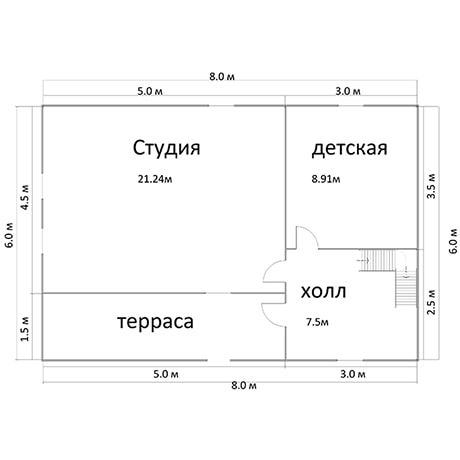 8.0 м
5.0 м
3.0 м
Студия
21.24м
детская
8.91м
4.5 м
3.5 м
6.0 м
6.0 м
холл
7.5м
терраса
1.5 м
2.5 м
5.0 м
3.0 м
8.0 м